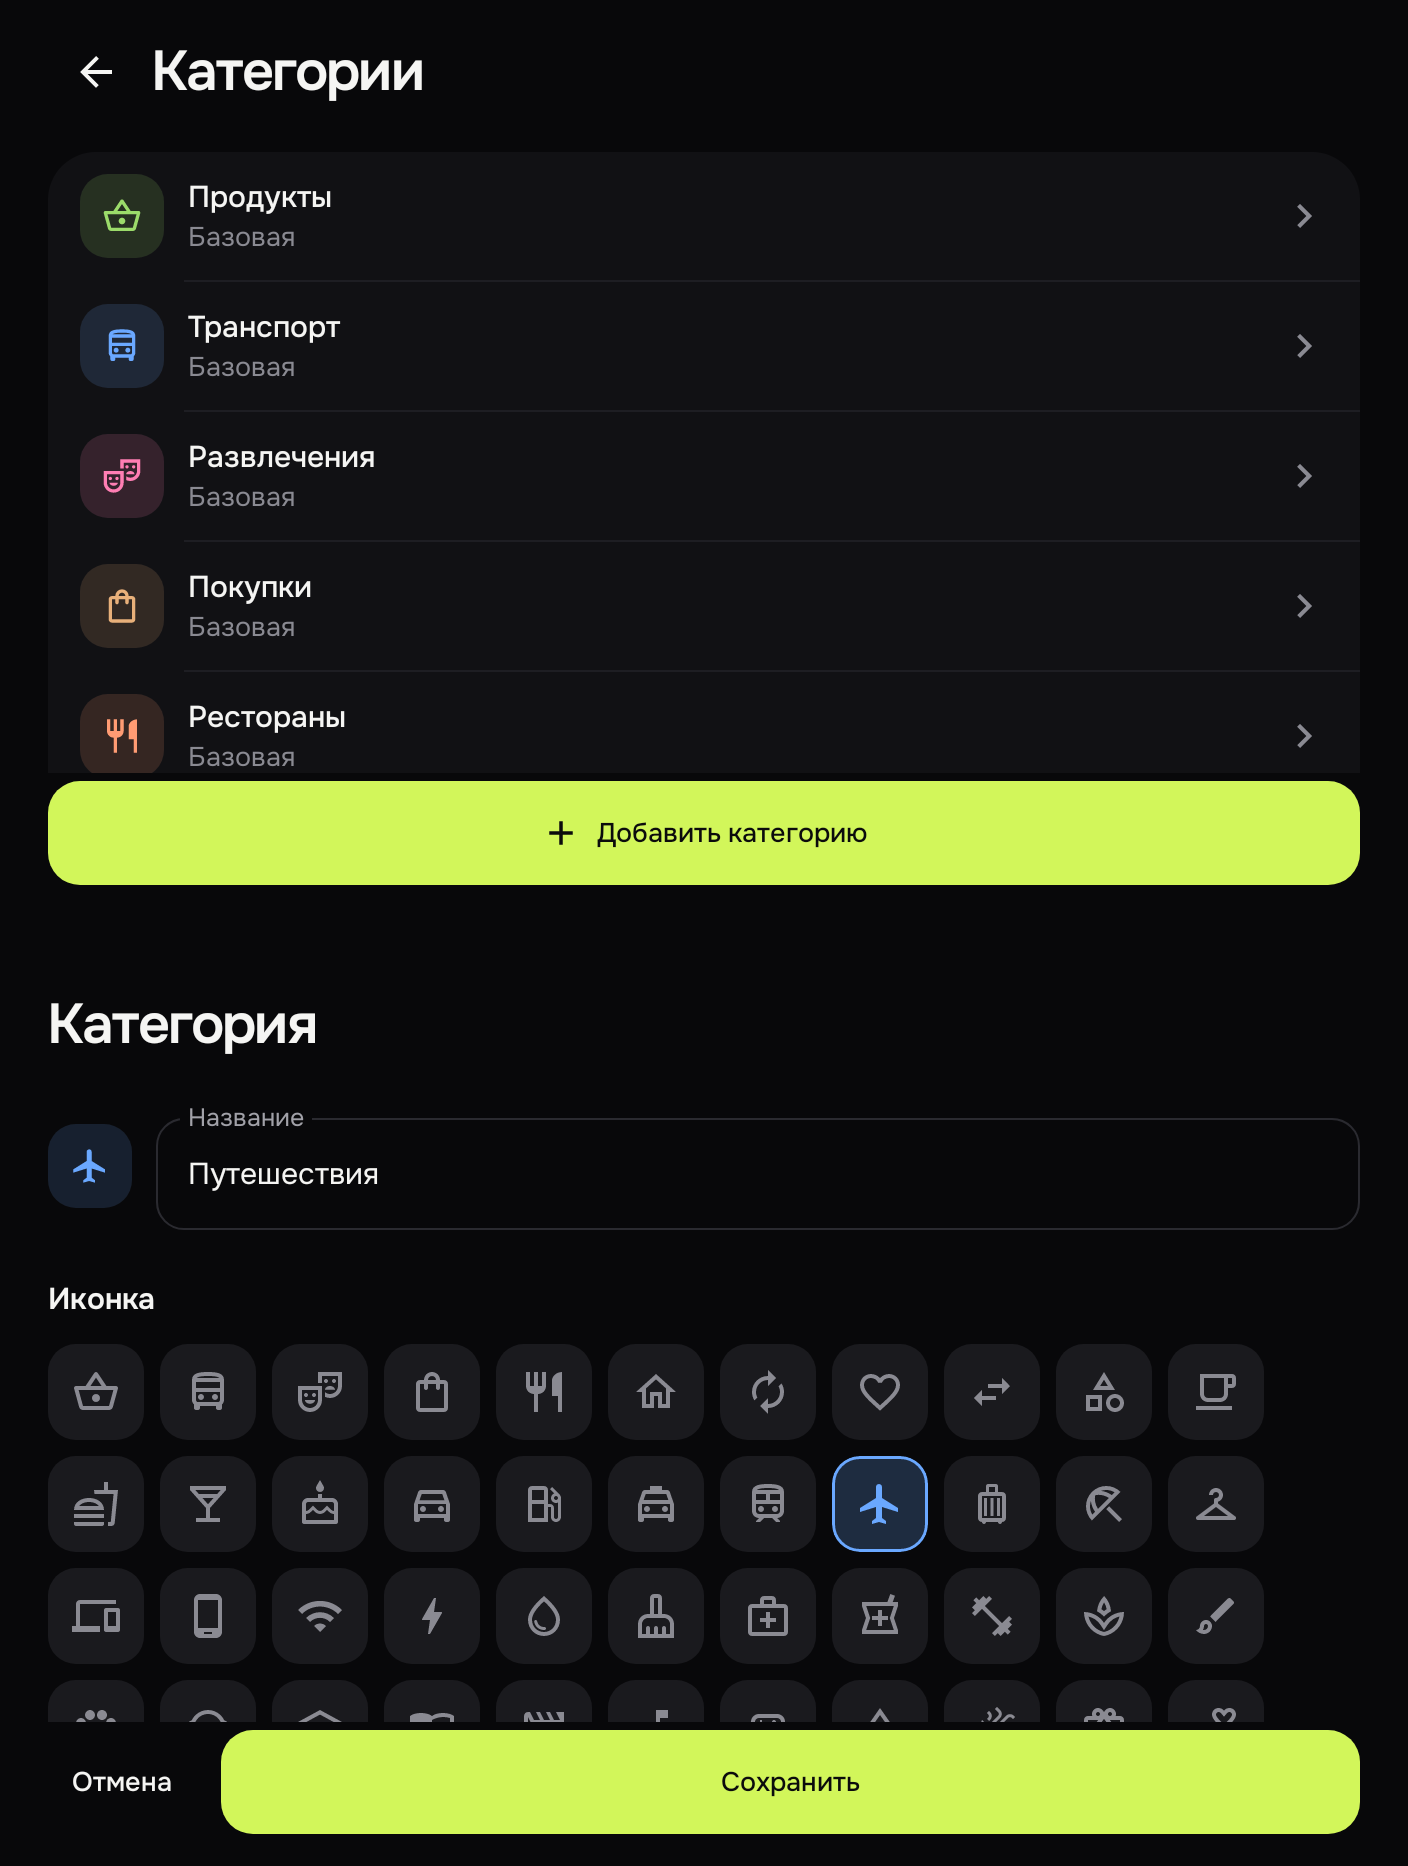 Категории
Продукты
Базовая
Транспорт
Базовая
Развлечения
Базовая
Покупки
Базовая
Рестораны
Базовая
Добавить категорию
Категория
Название
Путешествия
Иконка
Отмена
Сохранить